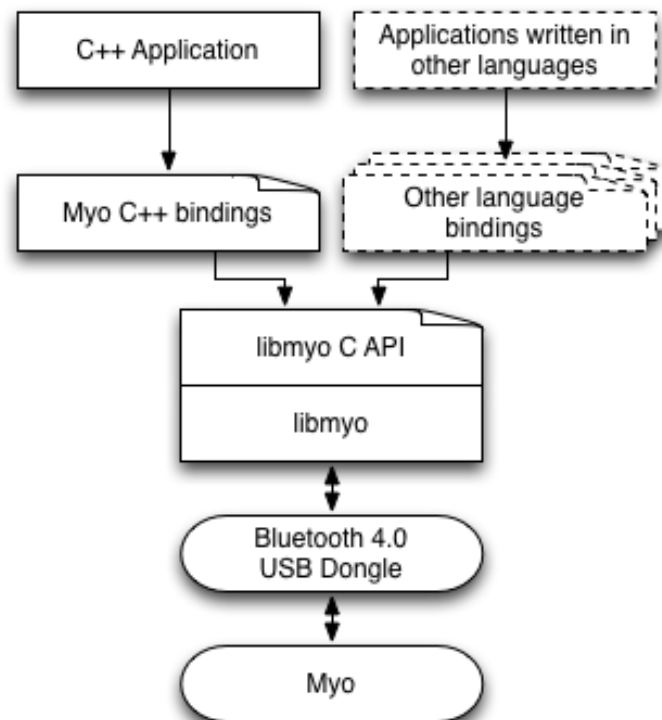 C++ Application
Applications written in
other languages
Myo C++ bindings
Other language
bindings
libmyo C API
libmyo
Bluetooth 4.0
USB Dongle
Myo